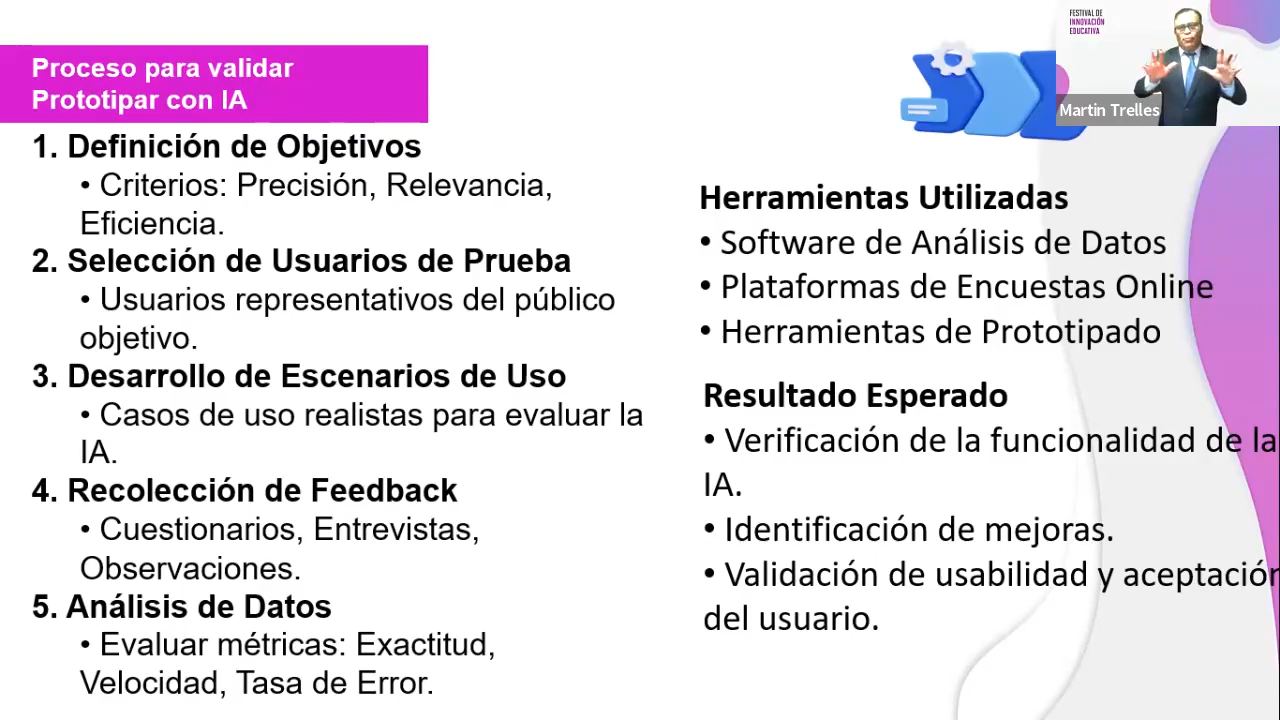 Proceso para validar
Prototipar con IA
1. Definición de Objetivos
• Criterios: Precisión, Relevancia,
Eficiencia.
2. Selección de Usuarios de Prueba
• Usuarios representativos del público
objetivo.
3. Desarrollo de Escenarios de Uso
• Casos de uso realistas para evaluar la
IA.
4. Recolección de Feedback
• Cuestionarios, Entrevistas,
Observaciones.
5. Análisis de Datos
• Evaluar métricas: Exactitud,
Velocidad, Tasa de Error.
FESTIVAL DE
INNOVACIÓN
EDUCATIVA
Martin Trelles
Herramientas Utilizadas
• Software de Análisis de Datos
• Plataformas de Encuestas Online
• Herramientas de Prototipado
Resultado Esperado
• Verificación de la funcionalidad de la
IA.
• Identificación de mejoras.
• Validación de usabilidad y aceptación
del usuario.